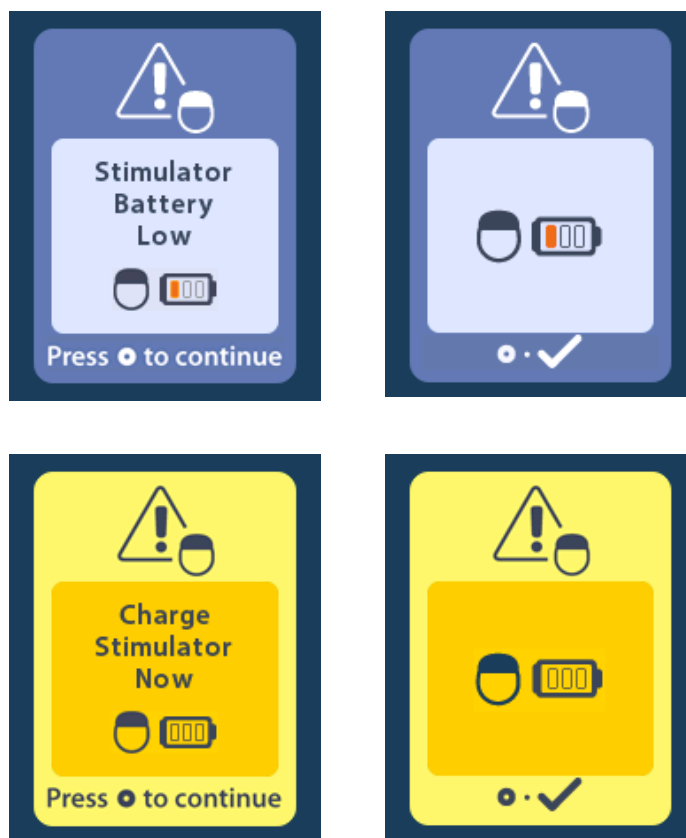 Stimulator
Battery
Low
Press to continue
Charge
Stimulator
Now
Press to continue